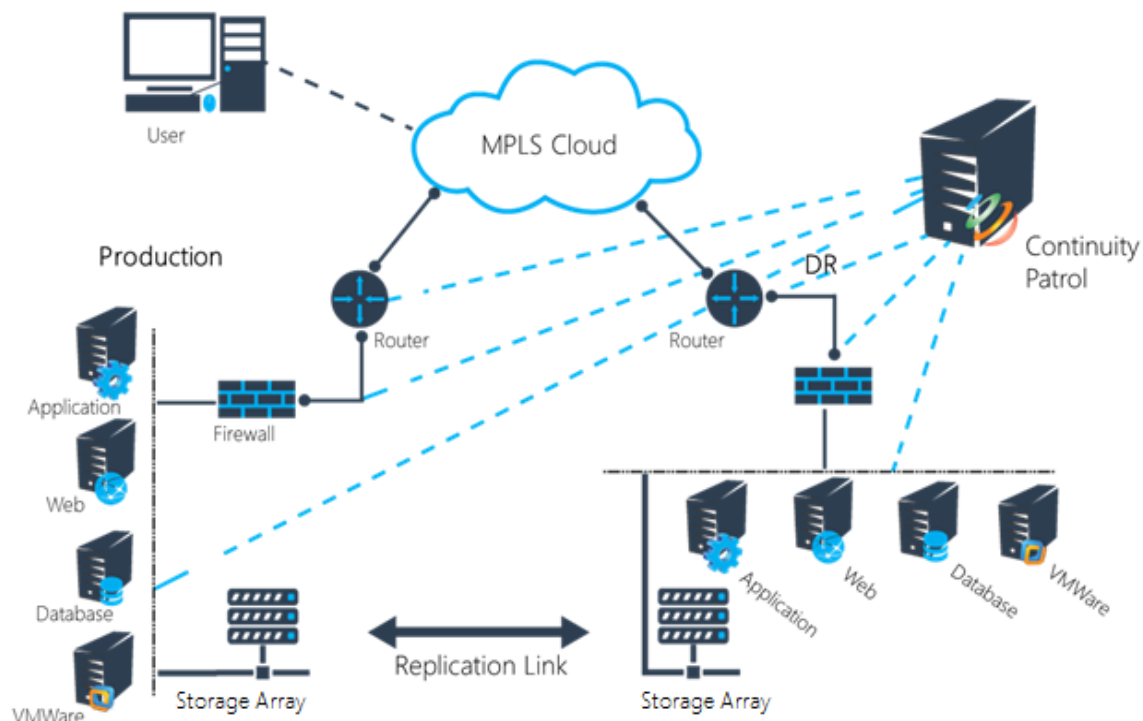 User
MPLS Cloud
Continuity
Patrol
Production
DR
Router
Router
Application
Firewall
Web
Database
VMWare
Storage Array
Replication Link
Application
Web
Database
VMWare
Storage Array